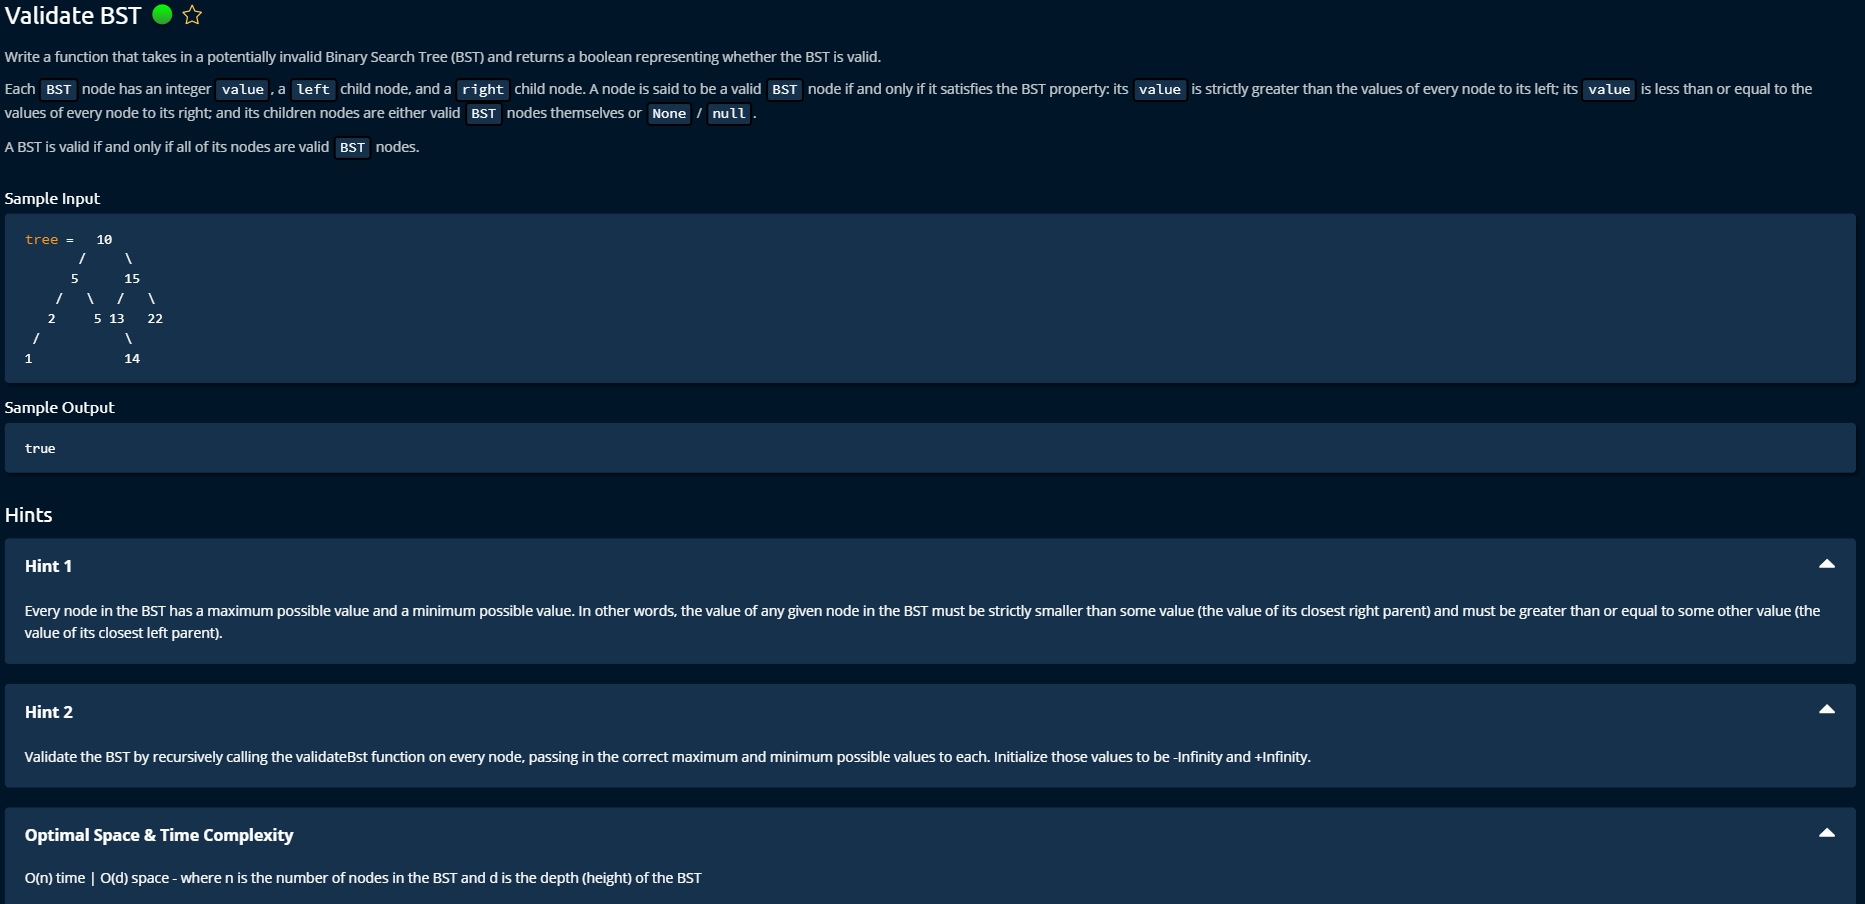 Validate BST
Write a function that takes in a potentially invalid Binary Search Tree (BST) and returns a boolean representing whether the BST is valid.
Each BST node has an integer value, a left child node, and a right child node. A node is said to be a valid BST node if and only if it satisfies the BST property: its value is strictly greater than the values of every node to its left; its value is less than or equal to the
values of every node to its right; and its children nodes are either valid BST nodes themselves or None / null.
A BST is valid if and only if all of its nodes are valid BST nodes.
Sample Input
tree =   10
       /     \
      5      15
    /   \   /   \
   2     5 13   22
 /           \
1            14
Sample Output
true
Hints
Hint 1
Every node in the BST has a maximum possible value and a minimum possible value. In other words, the value of any given node in the BST must be strictly smaller than some value (the value of its closest right parent) and must be greater than or equal to some other value (the
value of its closest left parent).
Hint 2
Validate the BST by recursively calling the validateBst function on every node, passing in the correct maximum and minimum possible values to each. Initialize those values to be -Infinity and +Infinity.
Optimal Space & Time Complexity
O(n) time | O(d) space - where n is the number of nodes in the BST and d is the depth (height) of the BST